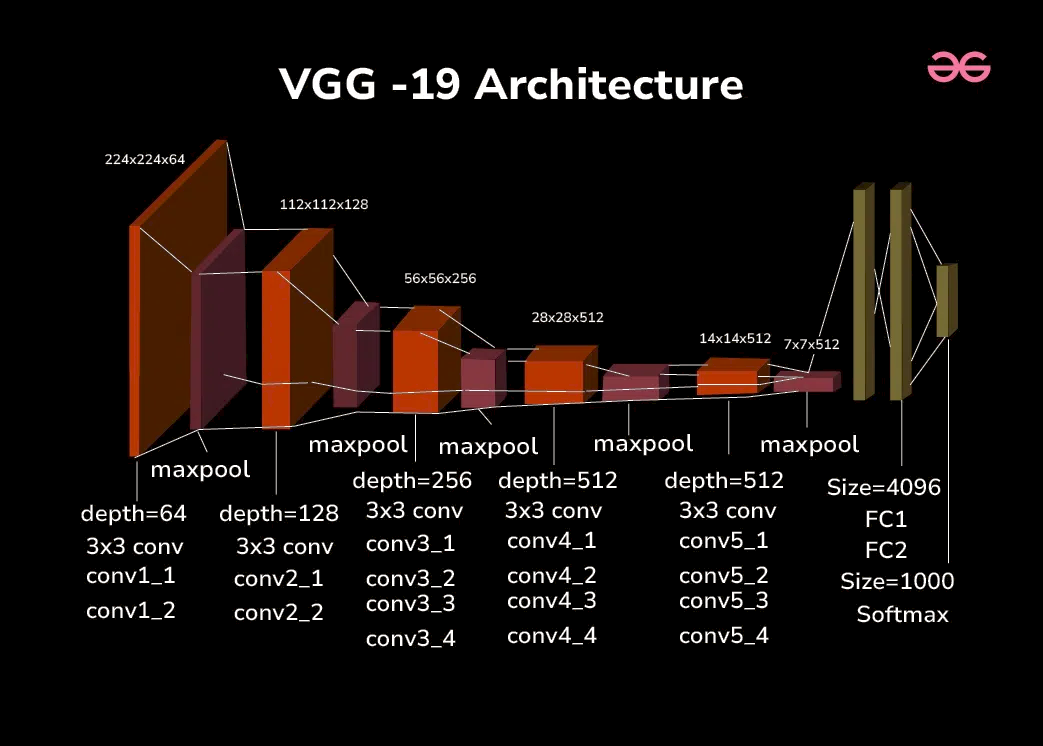 VGG -19 Architecture
224x224x64
112x112x128
56x56x256
28x28x512
14x14x512
7x7x512
maxpool
maxpool
maxpool
maxpool
maxpool
depth=64
3x3 conv
conv1_1
conv1_2
depth=128
3x3 conv
conv2_1
conv2_2
depth=256
3x3 conv
conv3_1
conv3_2
conv3_3
conv3_4
depth=512
3x3 conv
conv4_1
conv4_2
conv4_3
conv4_4
depth=512
3x3 conv
conv5_1
conv5_2
conv5_3
conv5_4
Size=4096
FC1
FC2
Size=1000
Softmax